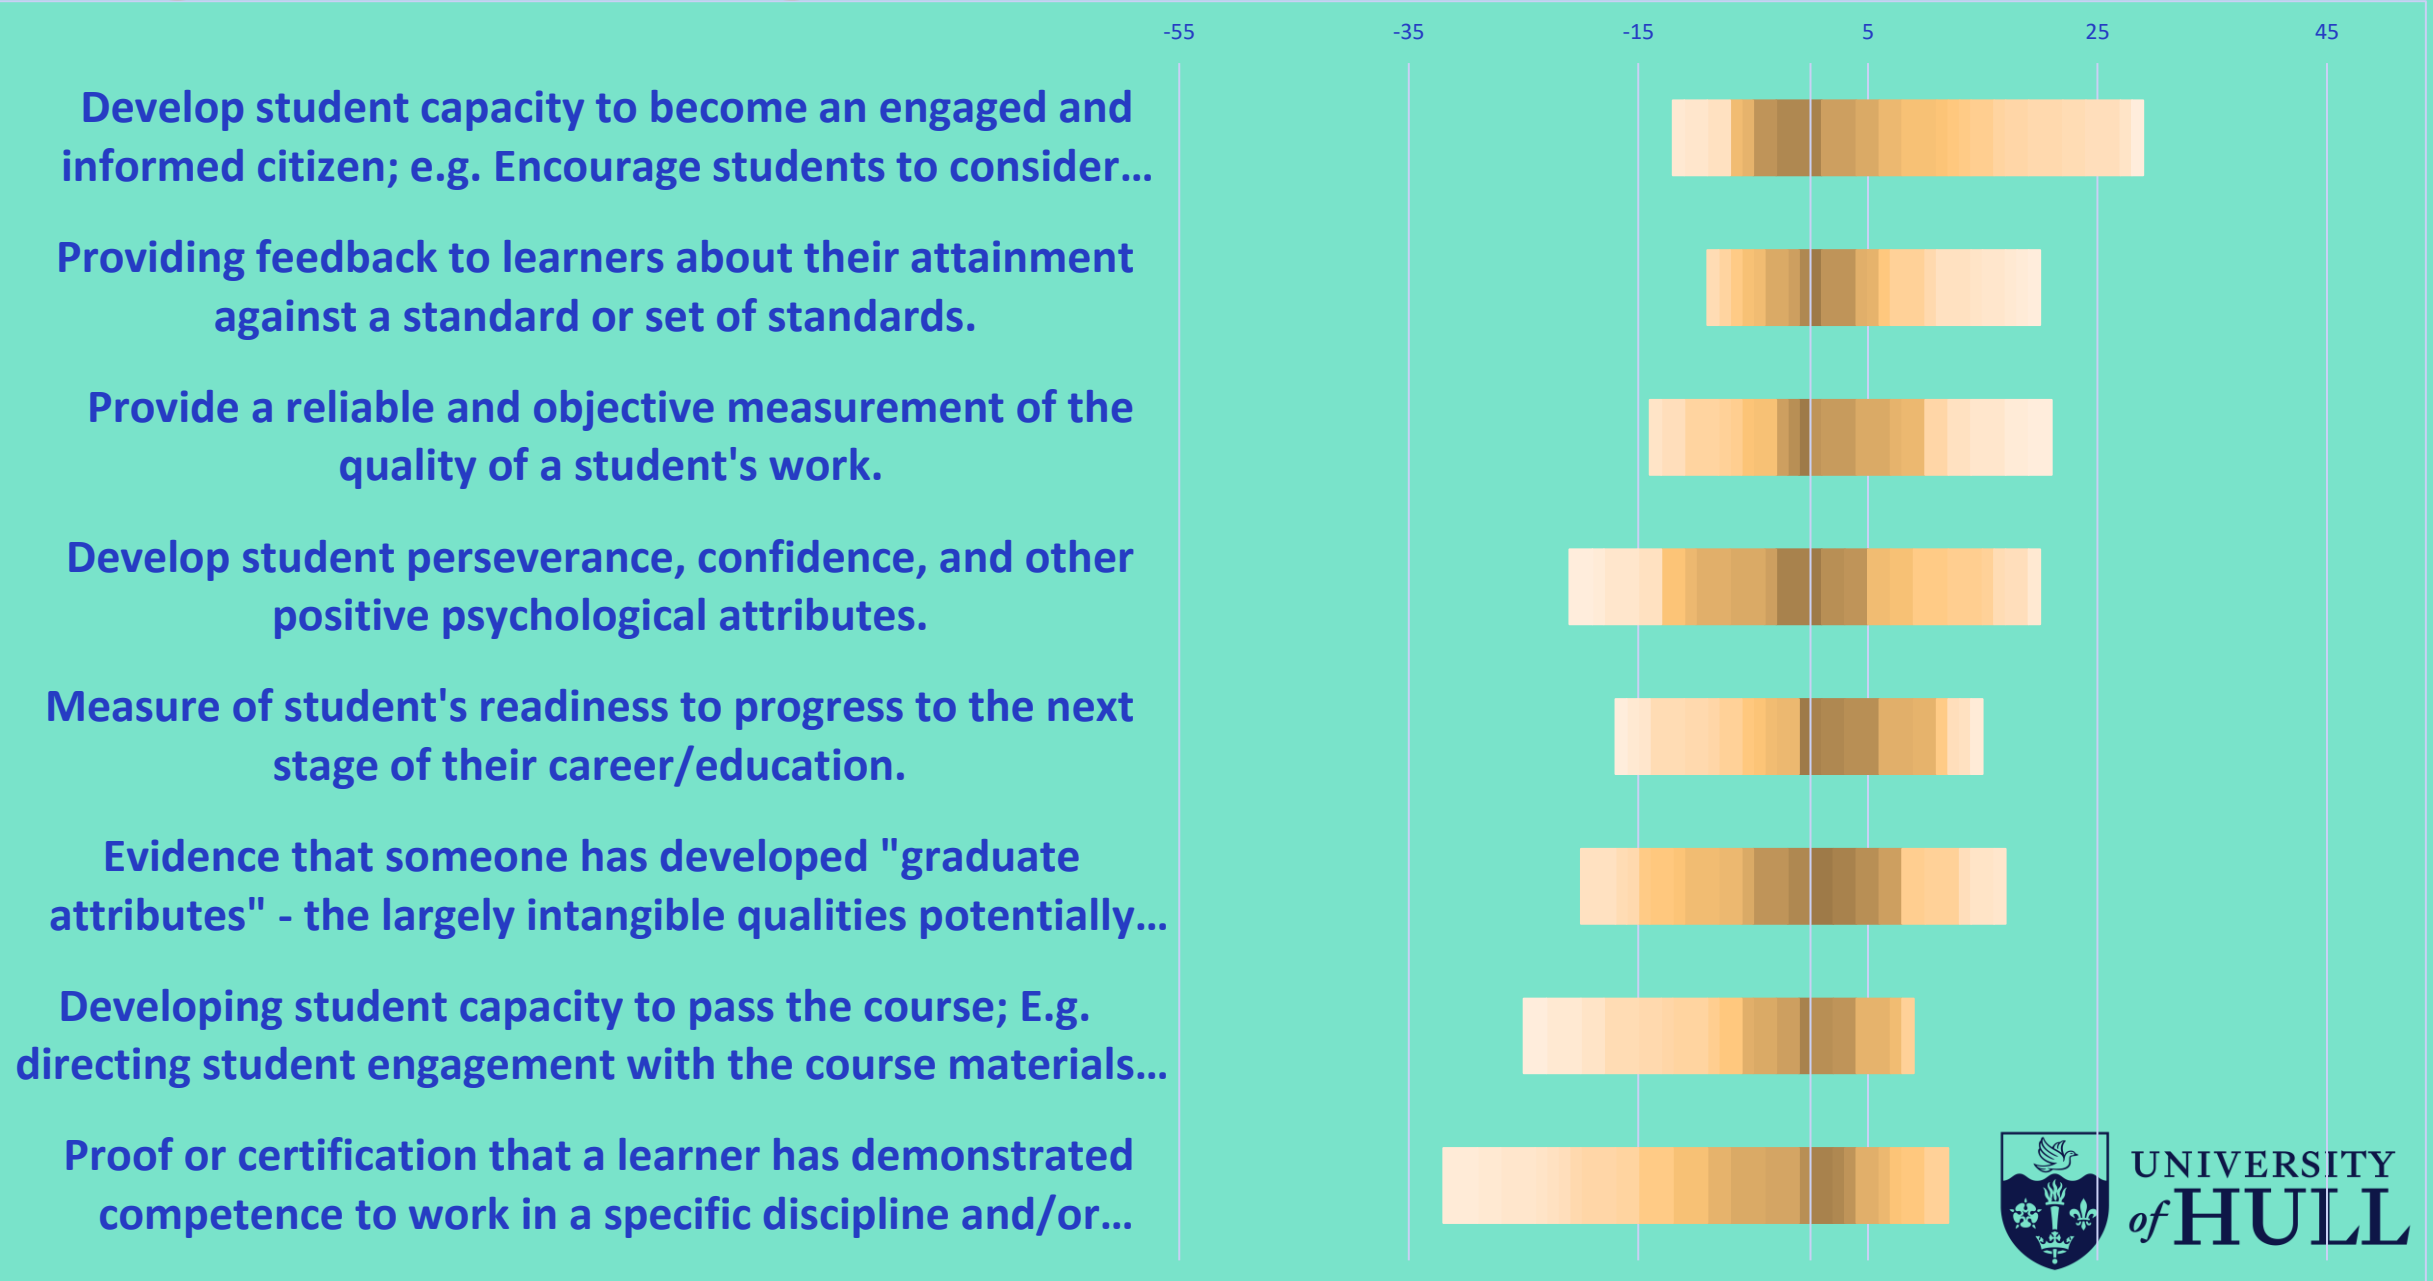 -55 -35 -15 5 25 45
Develop student capacity to become an engaged and
informed citizen; e.g. Encourage students to consider…
Providing feedback to learners about their attainment
against a standard or set of standards.
Provide a reliable and objective measurement of the
quality of a student's work.
Develop student perseverance, confidence, and other
positive psychological attributes.
Measure of student's readiness to progress to the next
stage of their career/education.
Evidence that someone has developed "graduate
attributes" - the largely intangible qualities potentially…
Developing student capacity to pass the course; E.g.
directing student engagement with the course materials…
Proof or certification that a learner has demonstrated
competence to work in a specific discipline and/or…
UNIVERSITY
of HULL